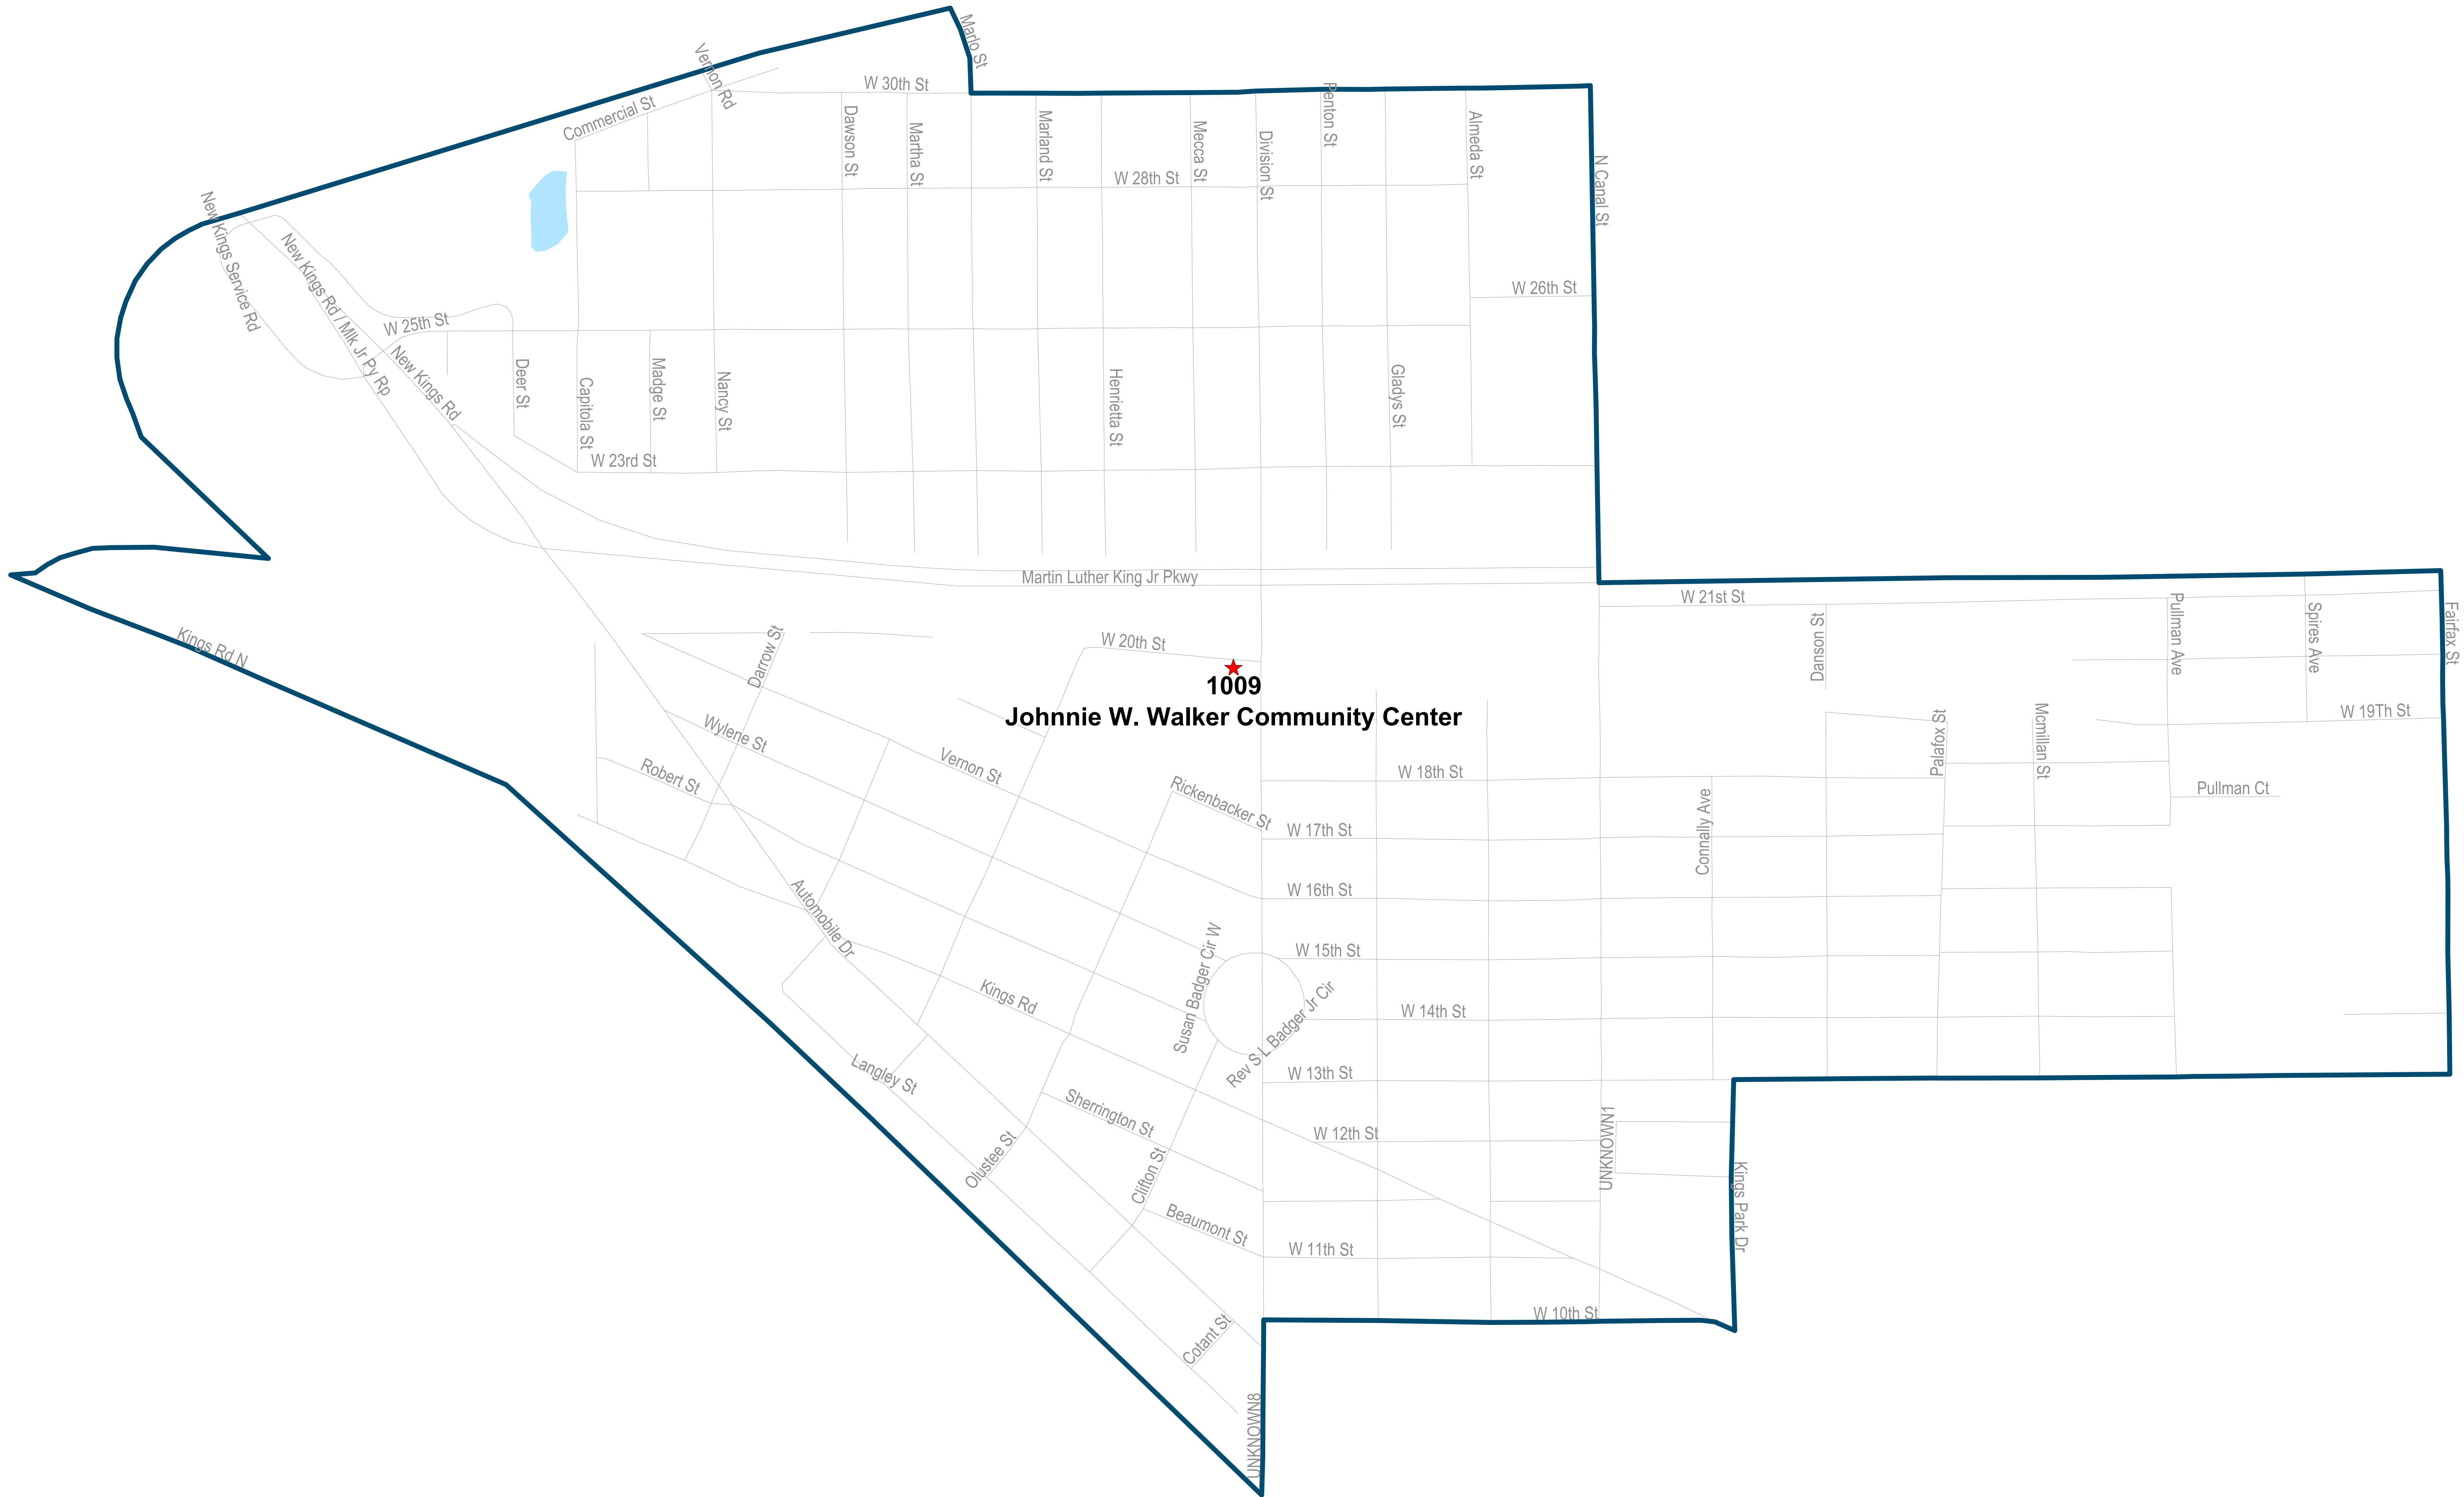 Marlo St
Vernon Rd
W 30th St
Commercial St
Dawson St
Martha St
Marland St
Mecca St
Division St
Penton St
Almeda St
N Canal St
W 28th St
New Kings Service Rd
New Kings Rd / Mlk Jr Py Rp
W 26th St
W 25th St
New Kings Rd
Deer St
Capitola St
Madge St
Nancy St
Henrietta St
Gladys St
W 23rd St
Martin Luther King Jr Pkwy
W 21st St
Danson St
Pullman Ave
Spires Ave
Fairfax St
Kings Rd N
Darrow St
W 20th St
1009
Johnnie W. Walker Community Center
W 19Th St
Palafox St
Mcmillan St
Wylene St
Robert St
Vernon St
Rickenbacker St
W 18th St
Pullman Ct
Connally Ave
W 17th St
W 16th St
Automobile Dr
Susan Badger Cir W
W 15th St
Kings Rd
Rev S L Badger Jr Cir
W 14th St
Langley St
W 13th St
Sherrington St
W 12th St
UNKNOWN1
Olustee St
Clifton St
Kings Park Dr
Beaumont St
W 11th St
W 10th St
Cotant St
UNKNOWN8